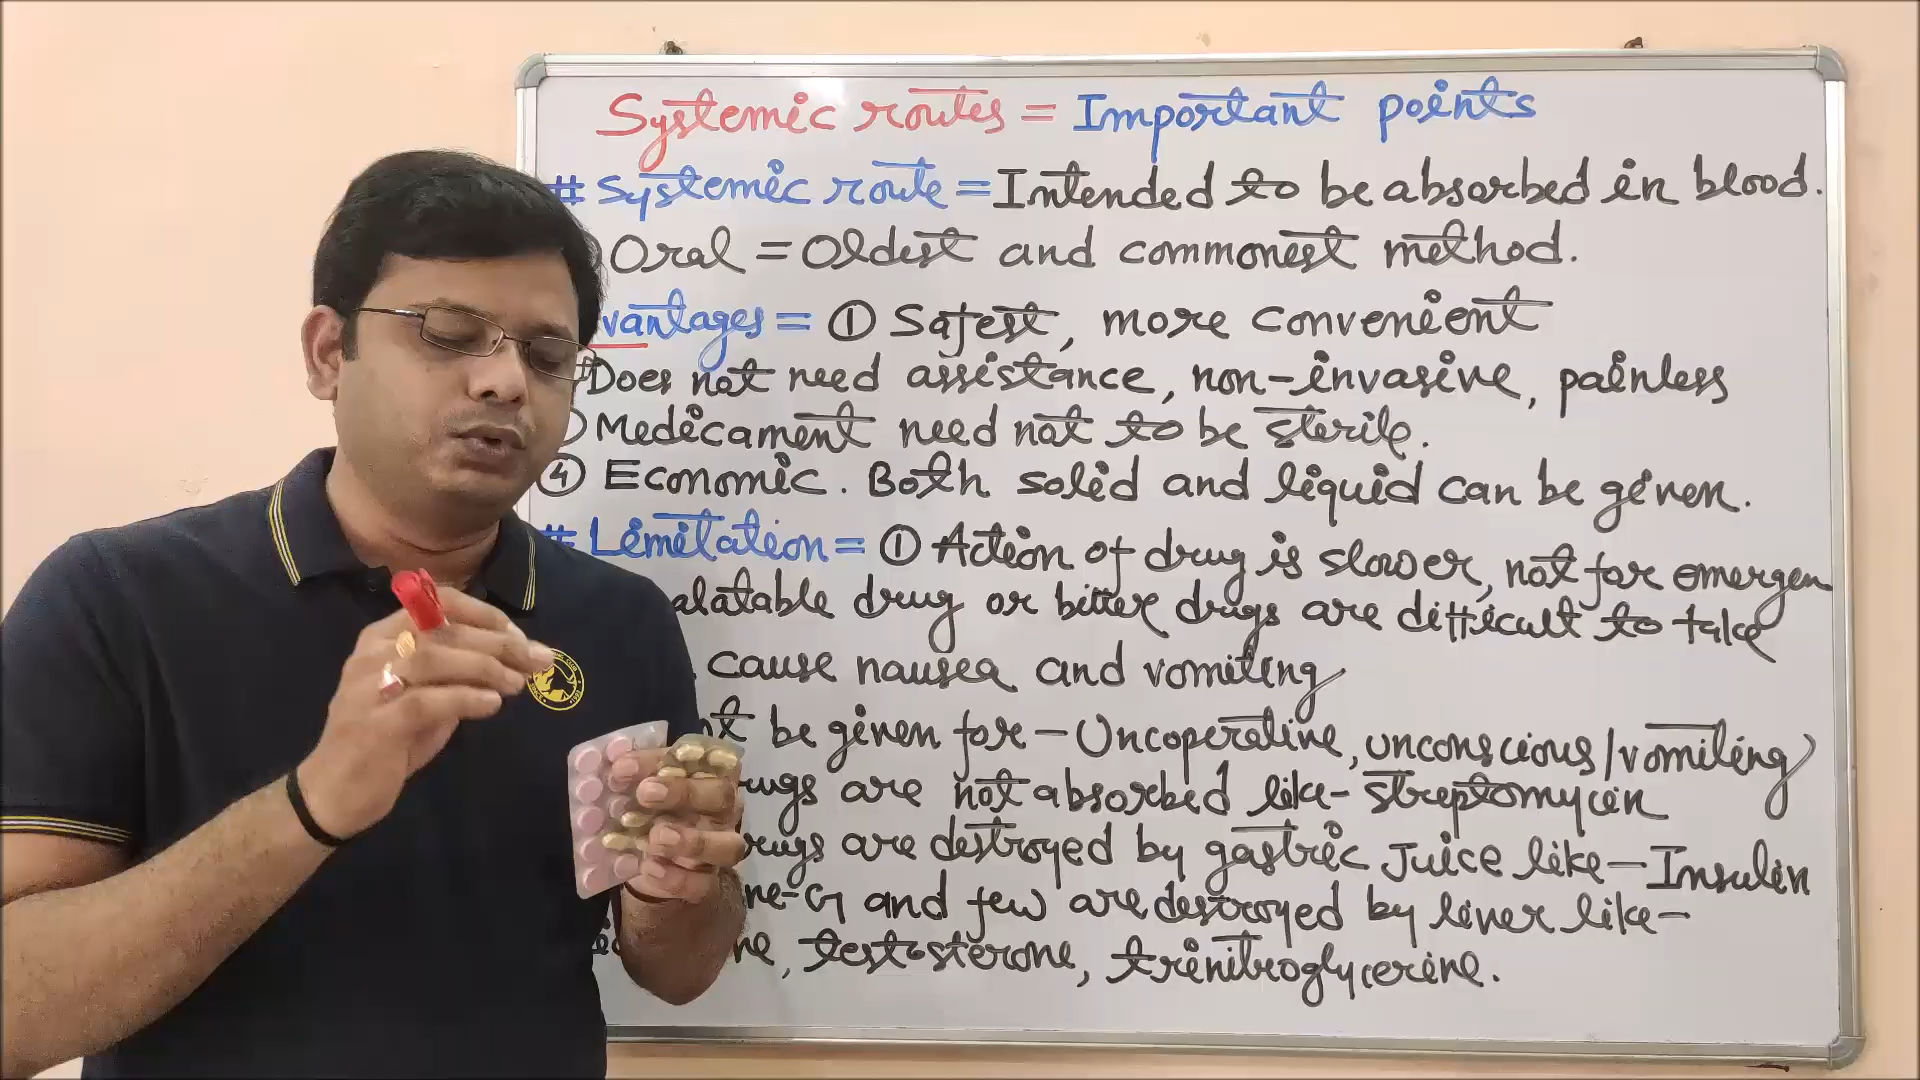 Systemic routes = Important points
# Systemic route = Intended to be absorbed in blood.
Oral = Oldest and commonest method.
vantages = ① Safest, more convenient
Does not need assistance, non-invasive, painless
Medicament need not to be sterile.
④ Economic. Both solid and liquid can be given.
# Limitation = ① Action of drug is slower, not for emergen
alatable drug or bitter drugs are difficult to take
cause nausea and vomiting
be given for - Uncoperative, unconscious/vomiting
rugs are not absorbed like - Streptomycin
rugs are destroyed by gastric Juice like - Insulin
ne-G and few are destroyed by liver like -
ne, testosterone, trinitroglycerine.